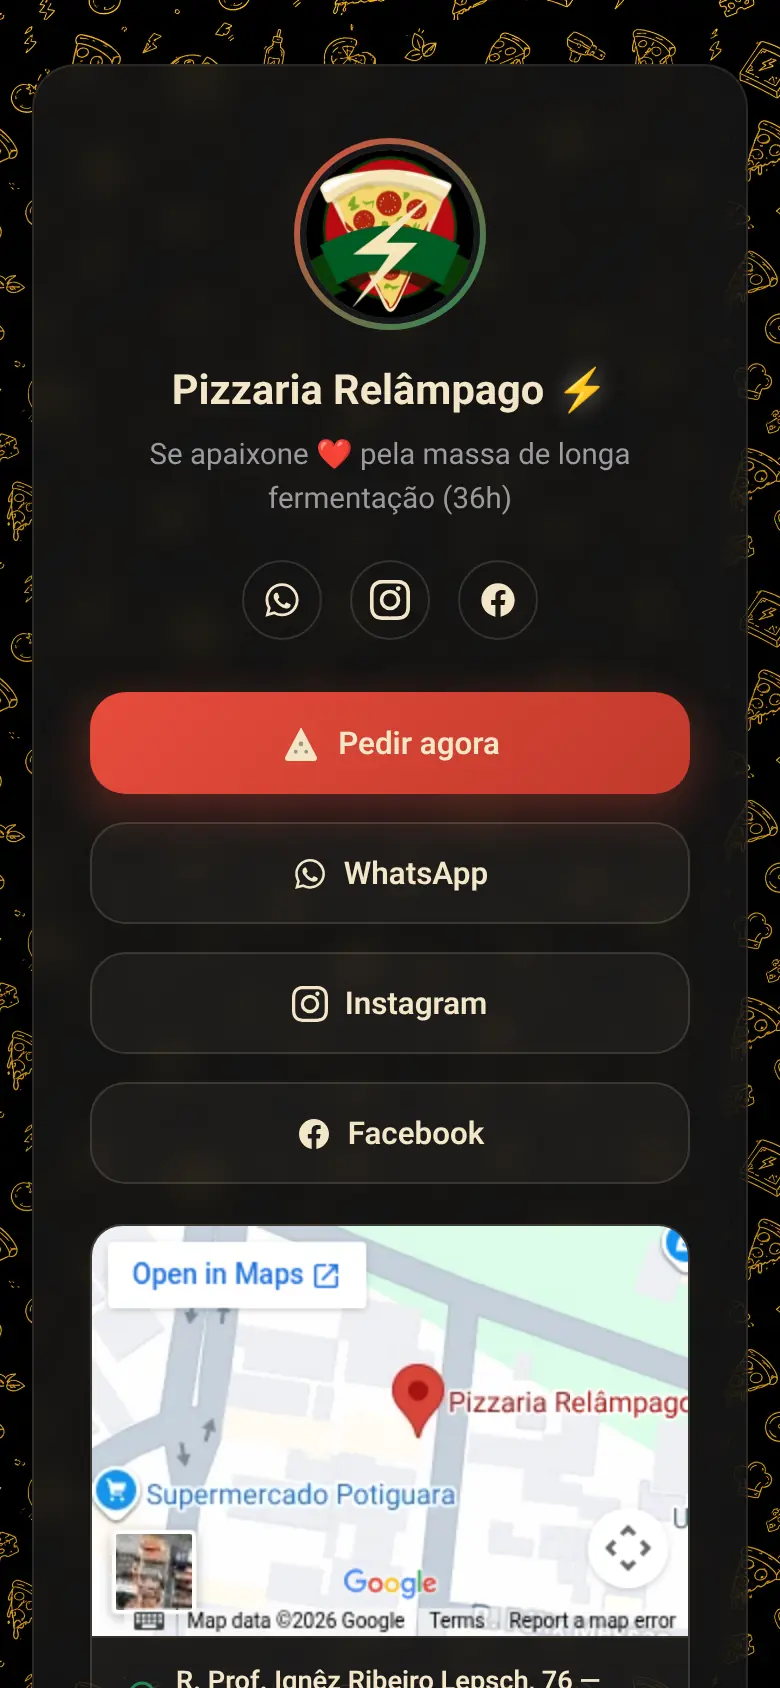 Pizzaria Relâmpago ⚡
Se apaixone ❤️ pela massa de longa
fermentação (36h)
Pedir agora
WhatsApp
Instagram
Facebook
Open in Maps
Pizzaria Relâmpago
Supermercado Potiguara
U
Google
Map data ©2026 Google
Terms
Report a map error
R. Prof. Ignêz Ribeiro Lepsch, 76 –